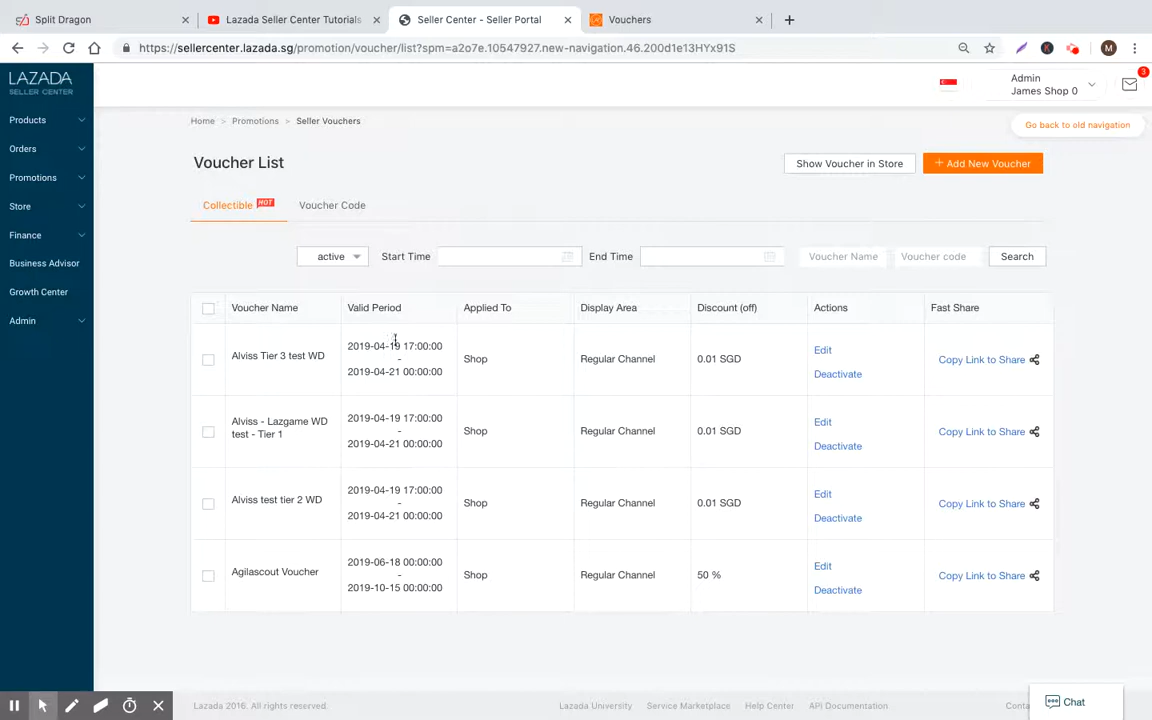 Split Dragon
Lazada Seller Center Tutorials
Seller Center - Seller Portal
Vouchers
https://sellercenter.lazada.sg/promotion/voucher/list?spm=a2o7e.10547927.new-navigation.46.200d1e13HYx91S
K
M
LAZADA
SELLER CENTER
Admin
James Shop 0
3
Products
Orders
Promotions
Store
Finance
Business Advisor
Growth Center
Admin
Home > Promotions > Seller Vouchers
Go back to old navigation
Voucher List
Show Voucher in Store
+ Add New Voucher
Collectible HOT
Voucher Code
active
Start Time
End Time
Voucher Name
Voucher code
Search
Voucher Name
Valid Period
Applied To
Display Area
Discount (off)
Actions
Fast Share
Alviss Tier 3 test WD
2019-04-19 17:00:00
-
2019-04-21 00:00:00
Shop
Regular Channel
0.01 SGD
Edit
Deactivate
Copy Link to Share
Alviss - Lazgame WD
test - Tier 1
2019-04-19 17:00:00
-
2019-04-21 00:00:00
Shop
Regular Channel
0.01 SGD
Edit
Deactivate
Copy Link to Share
Alviss test tier 2 WD
2019-04-19 17:00:00
-
2019-04-21 00:00:00
Shop
Regular Channel
0.01 SGD
Edit
Deactivate
Copy Link to Share
Agilascout Voucher
2019-06-18 00:00:00
-
2019-10-15 00:00:00
Shop
Regular Channel
50 %
Edit
Deactivate
Copy Link to Share
Lazada 2016. All rights reserved.
Lazada University
Service Marketplace
Help Center
API Documentation
Conta
Chat